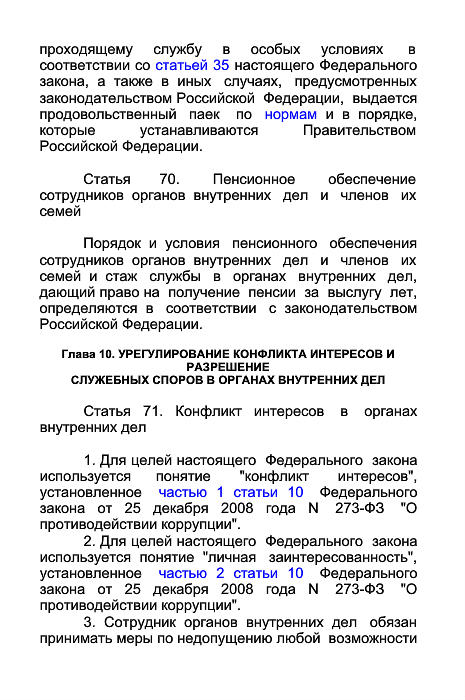 проходящему службу в особых условиях в
соответствии со статьей 35 настоящего Федерального
закона, а также в иных случаях, предусмотренных
законодательством Российской Федерации, выдается
продовольственный паек по нормам и в порядке,
которые устанавливаются Правительством
Российской Федерации.
Статья 70. Пенсионное обеспечение
сотрудников органов внутренних дел и членов их
семей
Порядок и условия пенсионного обеспечения
сотрудников органов внутренних дел и членов их
семей и стаж службы в органах внутренних дел,
дающий право на получение пенсии за выслугу лет,
определяются в соответствии с законодательством
Российской Федерации.
Глава 10. УРЕГУЛИРОВАНИЕ КОНФЛИКТА ИНТЕРЕСОВ И
РАЗРЕШЕНИЕ
СЛУЖЕБНЫХ СПОРОВ В ОРГАНАХ ВНУТРЕННИХ ДЕЛ
Статья 71. Конфликт интересов в органах
внутренних дел
1. Для целей настоящего Федерального закона
используется понятие "конфликт интересов",
установленное частью 1 статьи 10 Федерального
закона от 25 декабря 2008 года N 273-ФЗ "О
противодействии коррупции".
2. Для целей настоящего Федерального закона
используется понятие "личная заинтересованность",
установленное частью 2 статьи 10 Федерального
закона от 25 декабря 2008 года N 273-ФЗ "О
противодействии коррупции".
3. Сотрудник органов внутренних дел обязан
принимать меры по недопущению любой возможности